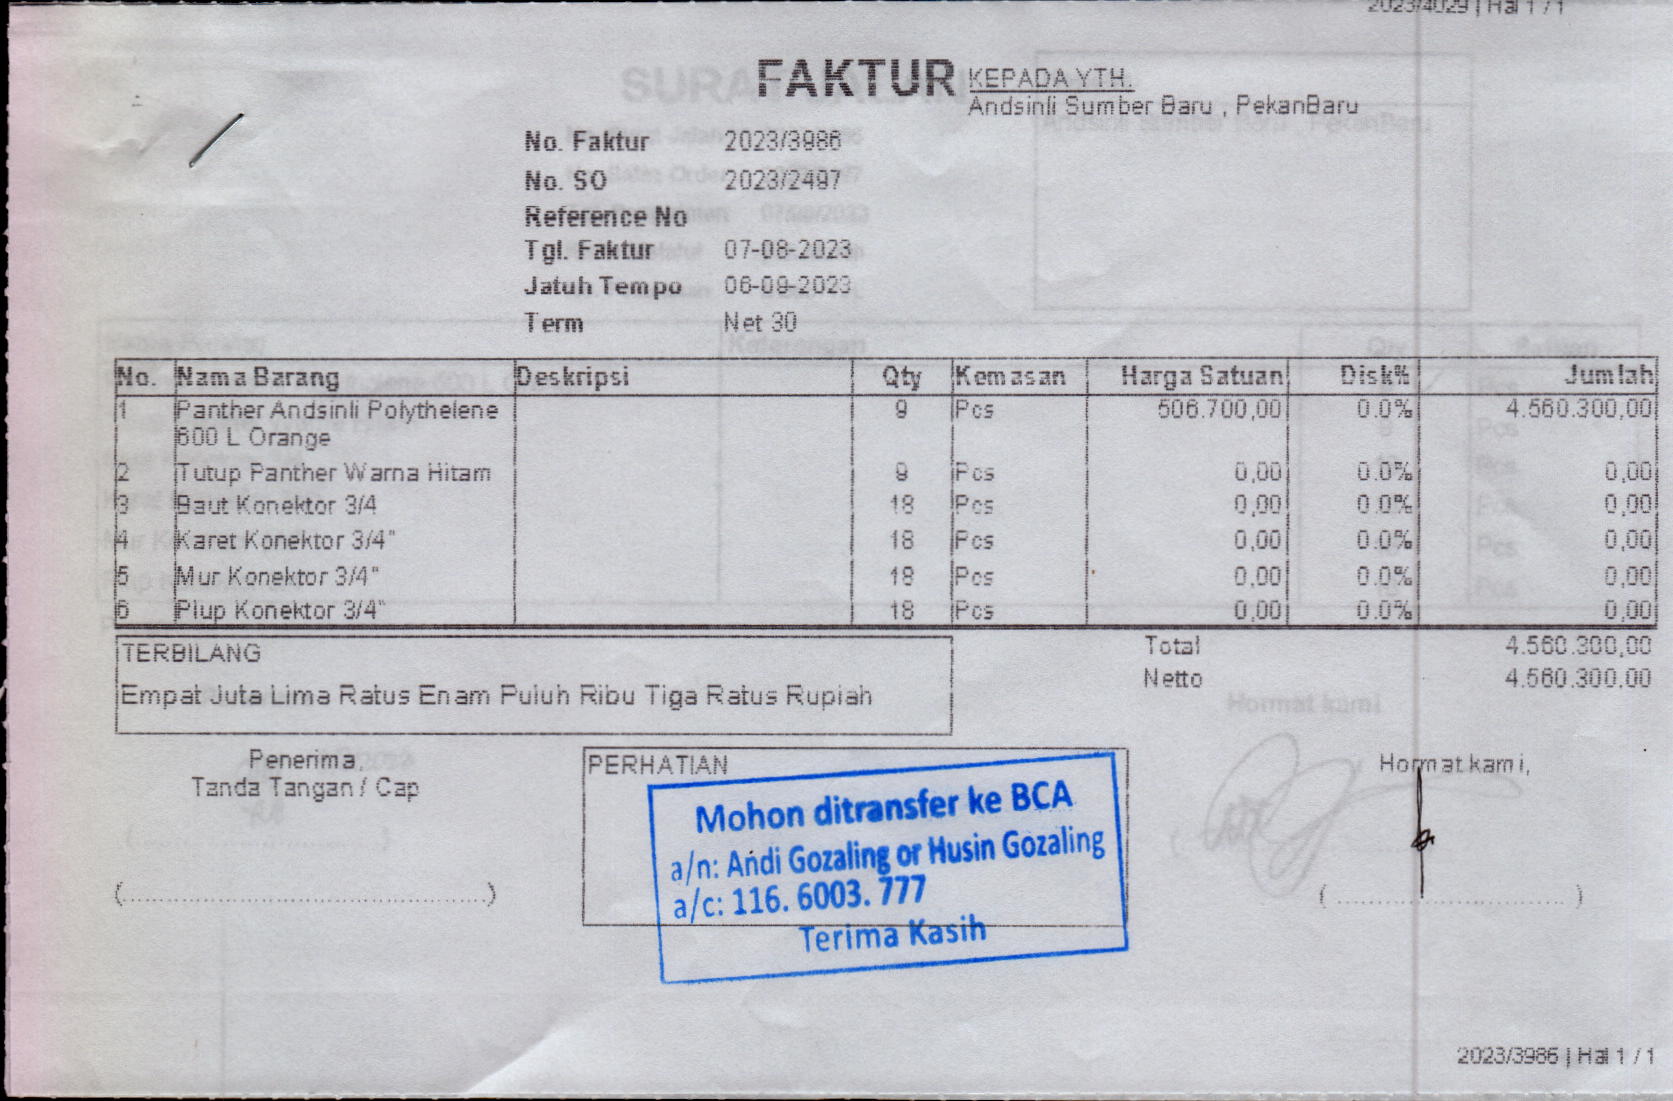 2023/4029 | Hal 1 / 1
FAKTUR
KEPADA YTH.
Andsinli Sumber Baru , PekanBaru
No. Faktur 2023/3986
No. SO 2023/2497
Reference No
Tgl. Faktur 07-08-2023
Jatuh Tempo 06-09-2023
Term Net 30
No. Nama Barang Deskripsi Qty Kemasan Harga Satuan Disk% Jumlah
1 Panther Andsinli Polythelene 9 Pcs 506.700,00 0.0% 4.560.300,00
600 L Orange
2 Tutup Panther Warna Hitam 9 Pcs 0,00 0.0% 0,00
3 Baut Konektor 3/4 18 Pcs 0,00 0.0% 0,00
4 Karet Konektor 3/4" 18 Pcs 0,00 0.0% 0,00
5 Mur Konektor 3/4" 18 Pcs 0,00 0.0% 0,00
6 Plup Konektor 3/4" 18 Pcs 0,00 0.0% 0,00
TERBILANG
Empat Juta Lima Ratus Enam Puluh Ribu Tiga Ratus Rupiah
Total 4.560.300,00
Netto 4.560.300,00
Penerima,
Tanda Tangan / Cap
(..........................................)
PERHATIAN
Mohon ditransfer ke BCA
a/n: Andi Gozaling or Husin Gozaling
a/c: 116. 6003. 777
Terima Kasih
Hormat kami,
( ............................ )
2023/3986 | Hal 1 / 1